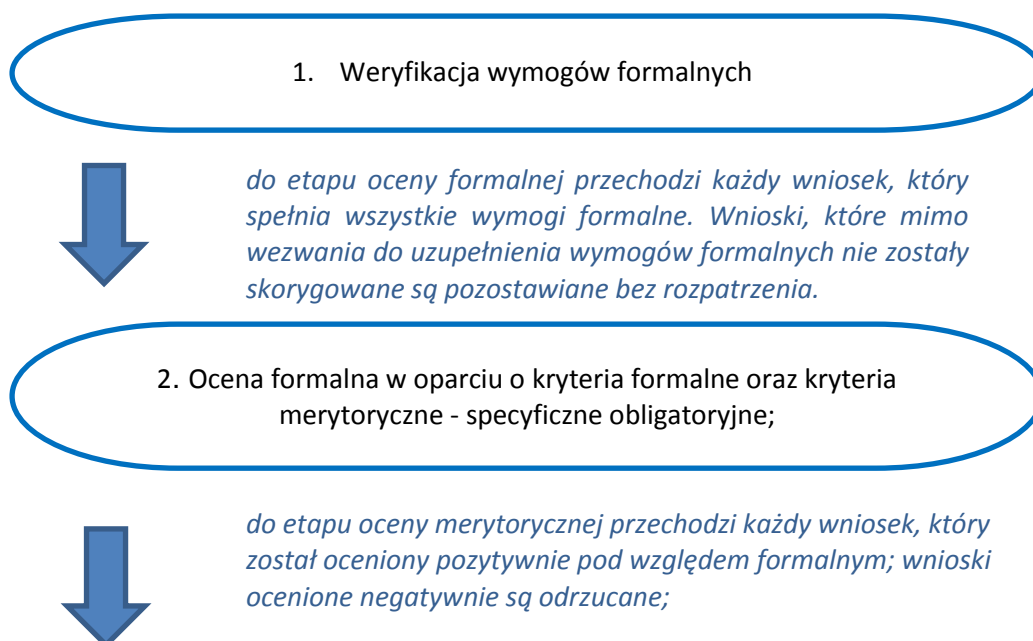 1. Weryfikacja wymogów formalnych
do etapu oceny formalnej przechodzi każdy wniosek, który
spełnia wszystkie wymogi formalne. Wnioski, które mimo
wezwania do uzupełnienia wymogów formalnych nie zostały
skorygowane są pozostawiane bez rozpatrzenia.
2. Ocena formalna w oparciu o kryteria formalne oraz kryteria
merytoryczne - specyficzne obligatoryjne;
do etapu oceny merytorycznej przechodzi każdy wniosek, który
został oceniony pozytywnie pod względem formalnym; wnioski
ocenione negatywnie są odrzucane;